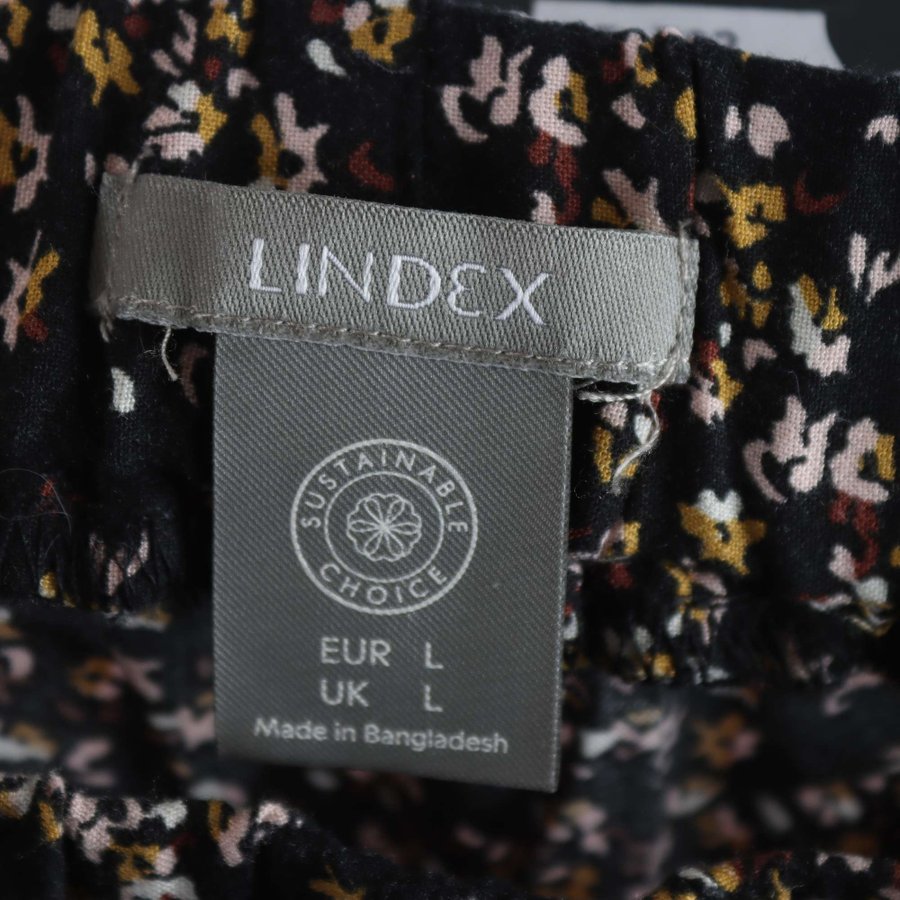 LINDEX
SUSTAINABLE
CHOICE
EUR L
UK L
Made in Bangladesh